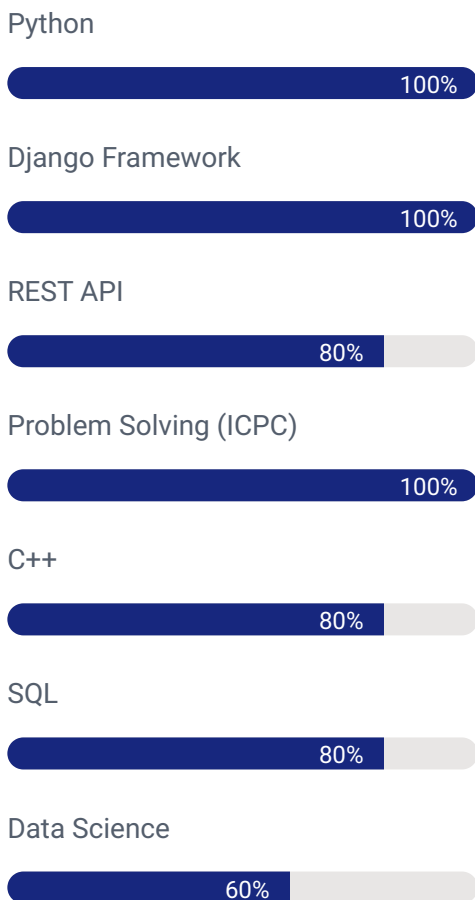 Python
100%
Django Framework
100%
REST API
80%
Problem Solving (ICPC)
100%
C++
80%
SQL
80%
Data Science
60%